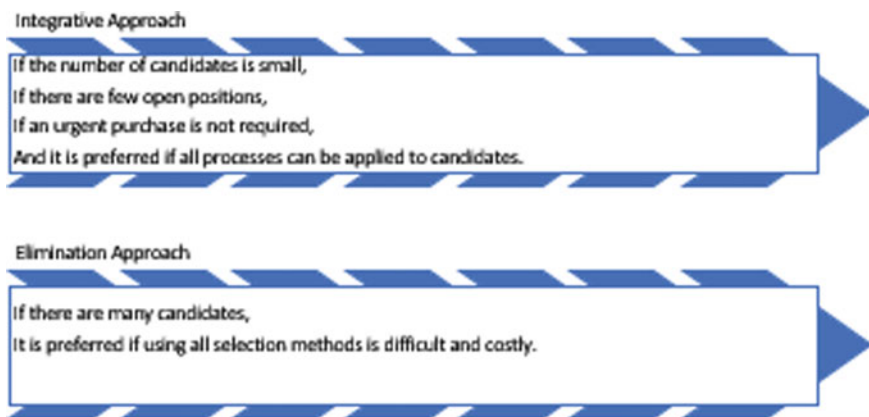 Integrative Approach
If the number of candidates is small,
If there are few open positions,
If an urgent purchase is not required,
And it is preferred if all processes can be applied to candidates.
Elimination Approach
If there are many candidates,
It is preferred if using all selection methods is difficult and costly.